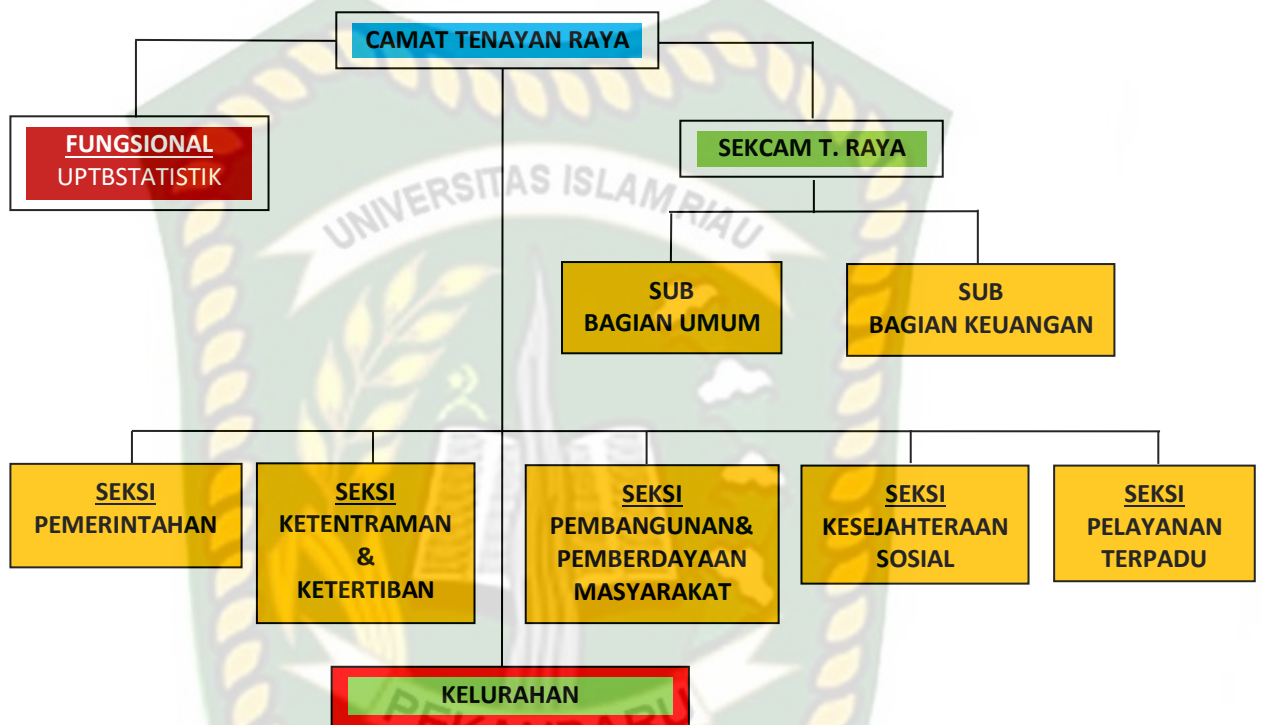 CAMAT TENAYAN RAYA
FUNGSIONAL
UPTBSTATISTIK
SEKCAM T. RAYA
UNIVERSITAS ISLAM RIAU
SUB
BAGIAN UMUM
SUB
BAGIAN KEUANGAN
SEKSI
PEMERINTAHAN
SEKSI
KETENTRAMAN
&
KETERTIBAN
SEKSI
PEMBANGUNAN&
PEMBERDAYAAN
MASYARAKAT
SEKSI
KESEJAHTERAAN
SOSIAL
SEKSI
PELAYANAN
TERPADU
KELURAHAN
PEKANBARU